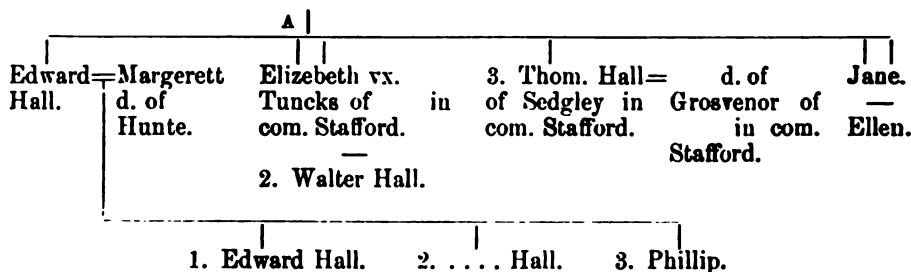 A
Edward=Margerett Elizebeth vx. 3. Thom. Hall= d. of Jane.
Hall. d. of Tuncks of in of Sedgley in Grosvenor of —
Hunte. com. Stafford. com. Stafford. in com. Ellen.
— Stafford.
2. Walter Hall.
1. Edward Hall. 2. . . . . Hall. 3. Phillip.